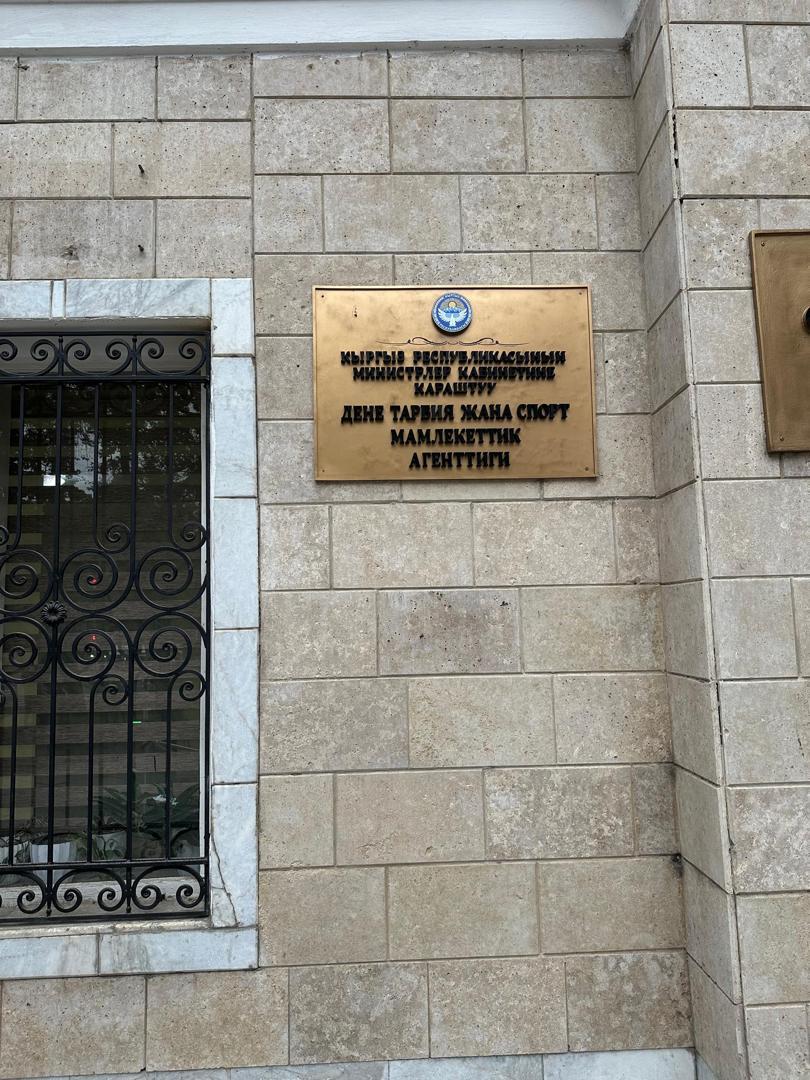 КЫРГЫЗ РЕСПУБЛИКАСЫНЫН
МИНИСТРЛЕР КАБИНЕТИНЕ
КАРАШТУУ
ДЕНЕ ТАРБИЯ ЖАНА СПОРТ
МАМЛЕКЕТТИК
АГЕНТТИГИ